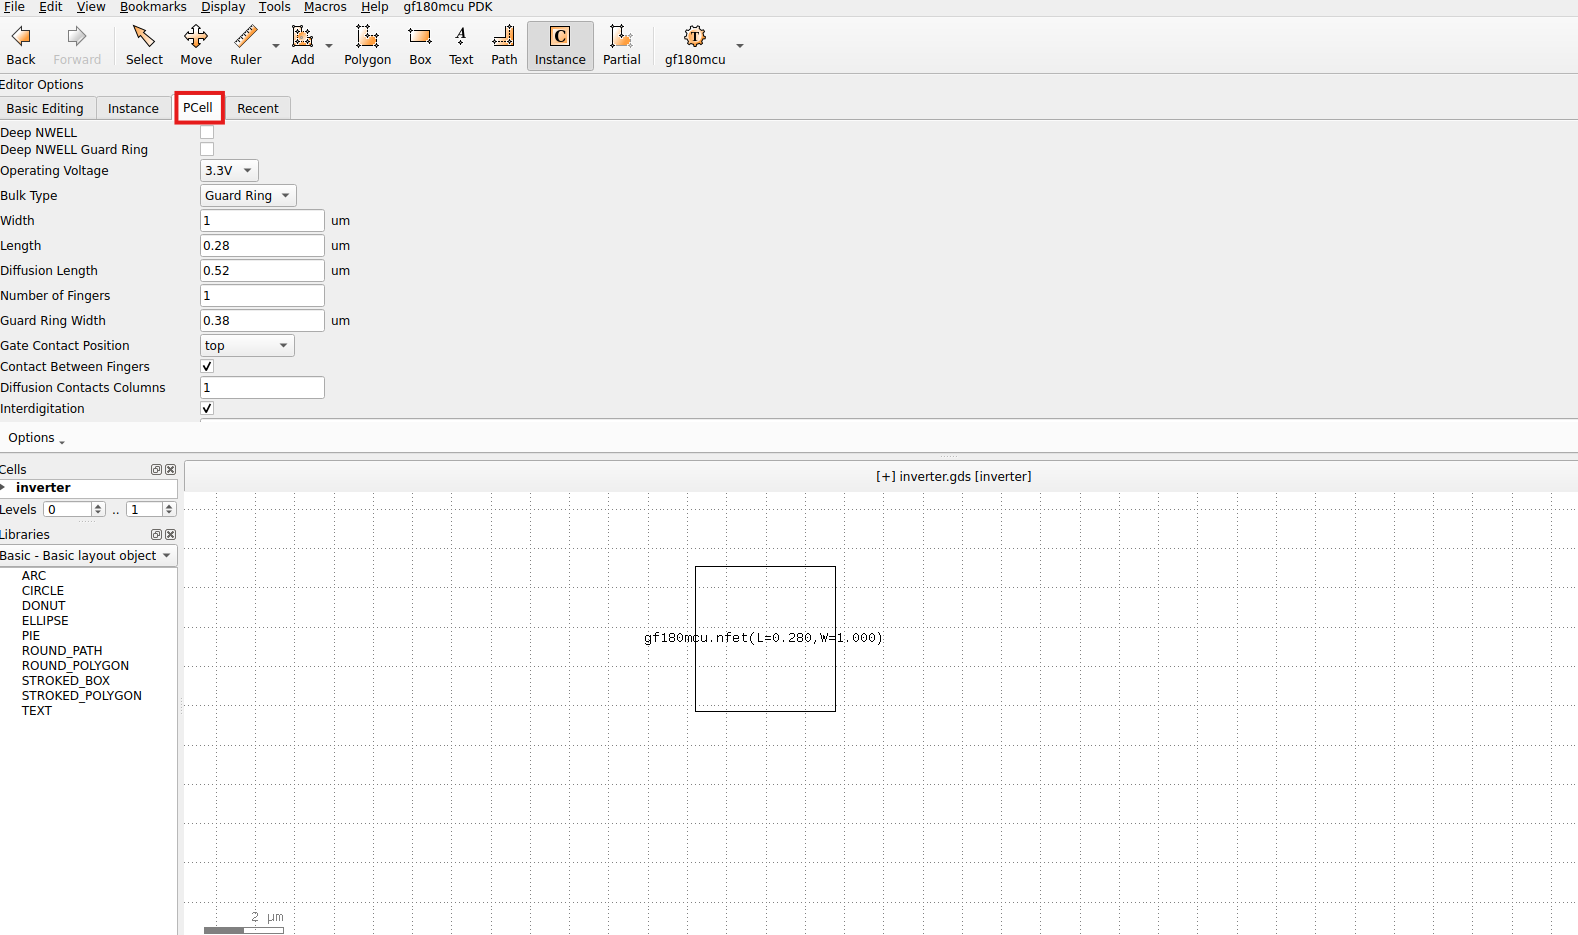 File Edit View Bookmarks Display Tools Macros Help gf180mcu PDK
Back Forward Select Move Ruler Add Polygon Box Text Path Instance Partial gf180mcu
Editor Options
Basic Editing Instance PCell Recent
Deep NWELL
Deep NWELL Guard Ring
Operating Voltage 3.3V
Bulk Type Guard Ring
Width 1 um
Length 0.28 um
Diffusion Length 0.52 um
Number of Fingers 1
Guard Ring Width 0.38 um
Gate Contact Position top
Contact Between Fingers
Diffusion Contacts Columns 1
Interdigitation
Options
Cells
inverter
Levels 0 .. 1
[+] inverter.gds [inverter]
Libraries
Basic - Basic layout object
ARC
CIRCLE
DONUT
ELLIPSE
PIE
ROUND_PATH
ROUND_POLYGON
STROKED_BOX
STROKED_POLYGON
TEXT
gf180mcu.nfet(L=0.280,W=1.000)
2 µm